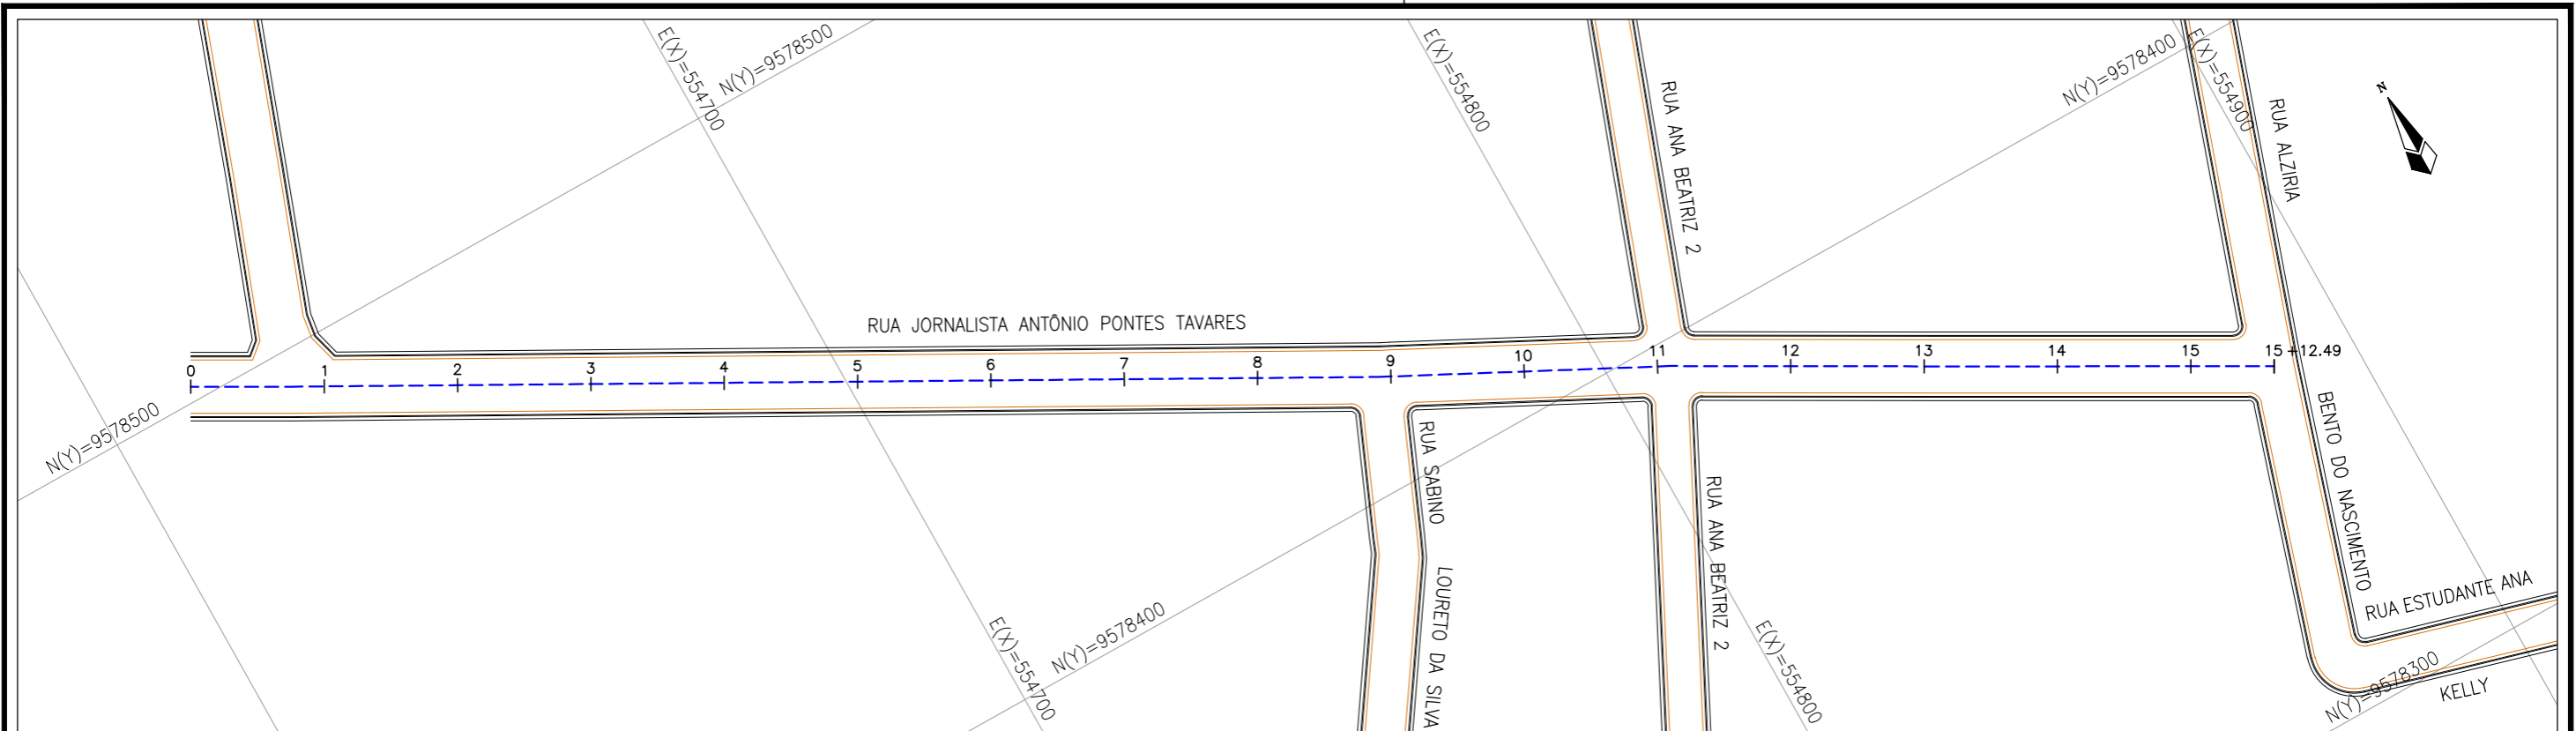 E(X)=554700
N(Y)=9578500
E(X)=554800
N(Y)=9578400
E(X)=554900
N
RUA ANA BEATRIZ 2
RUA ALZIRIA
BENTO DO NASCIMENTO
RUA JORNALISTA ANTÔNIO PONTES TAVARES
0
1
2
3
4
5
6
7
8
9
10
11
12
13
14
15
15 +12.49
N(Y)=9578500
RUA SABINO
LOURETO DA SILVA
RUA ANA BEATRIZ 2
RUA ESTUDANTE ANA
KELLY
E(X)=554700
N(Y)=9578400
E(X)=554800
N(Y)=9578300